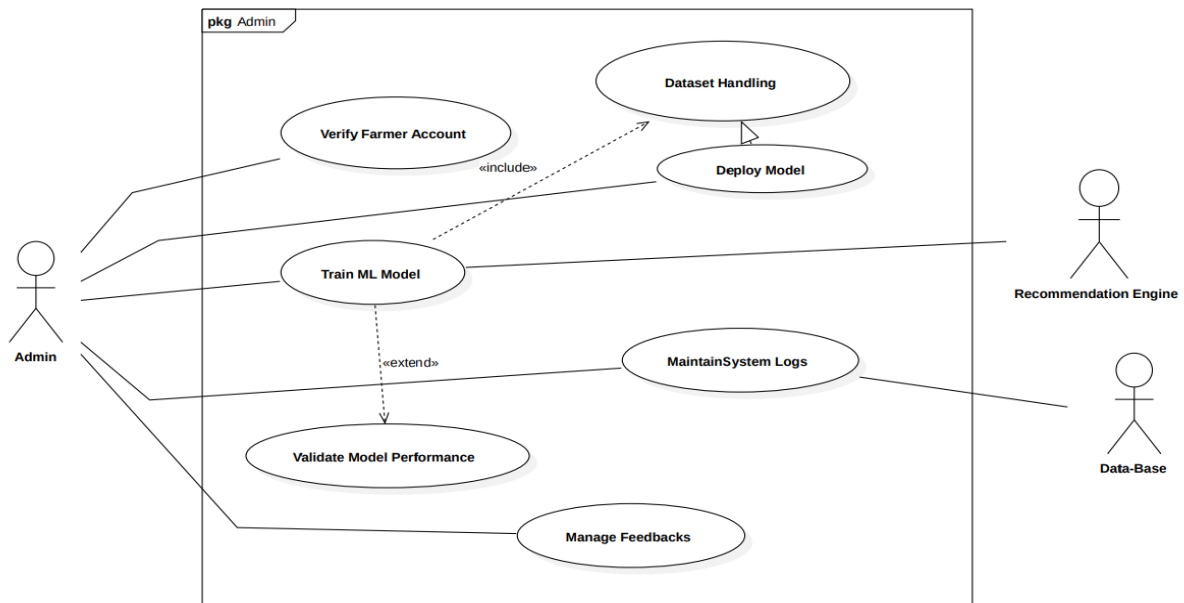 pkg Admin
Dataset Handling
Verify Farmer Account
«include»
Deploy Model
Train ML Model
Recommendation Engine
Admin
«extend»
MaintainSystem Logs
Validate Model Performance
Data-Base
Manage Feedbacks